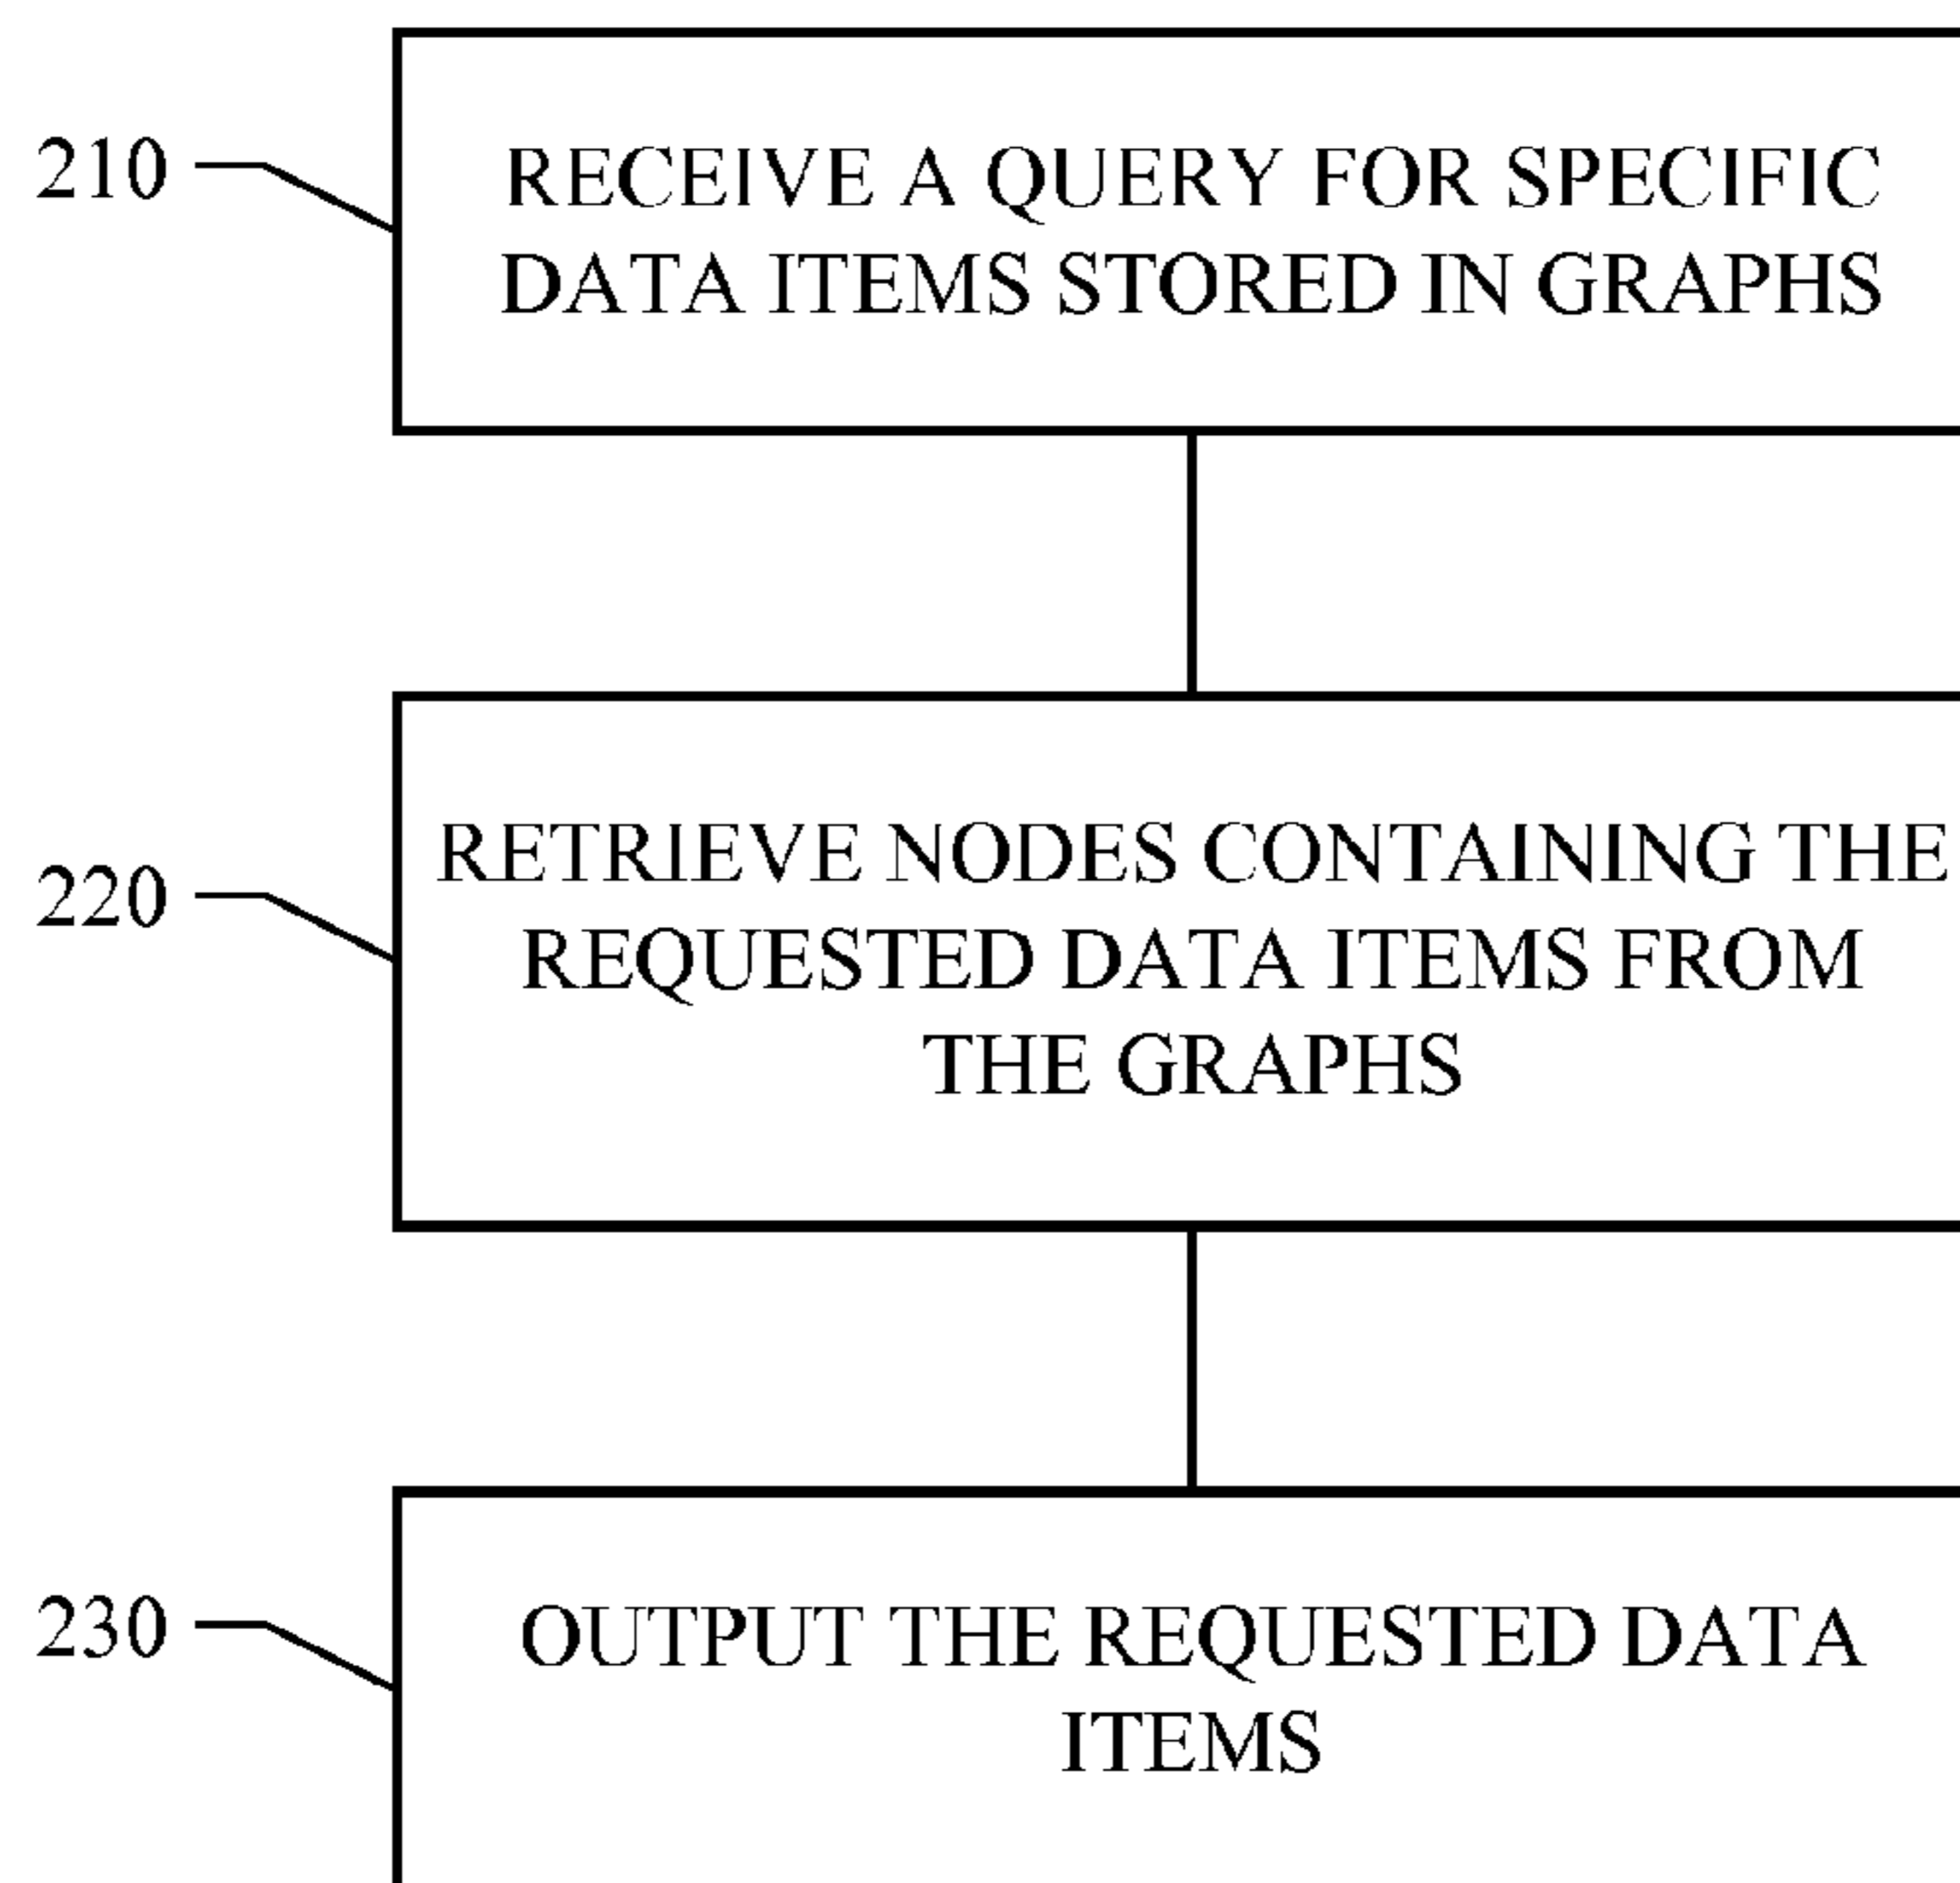 210
RECEIVE A QUERY FOR SPECIFIC
DATA ITEMS STORED IN GRAPHS
220
RETRIEVE NODES CONTAINING THE
REQUESTED DATA ITEMS FROM
THE GRAPHS
230
OUTPUT THE REQUESTED DATA
ITEMS